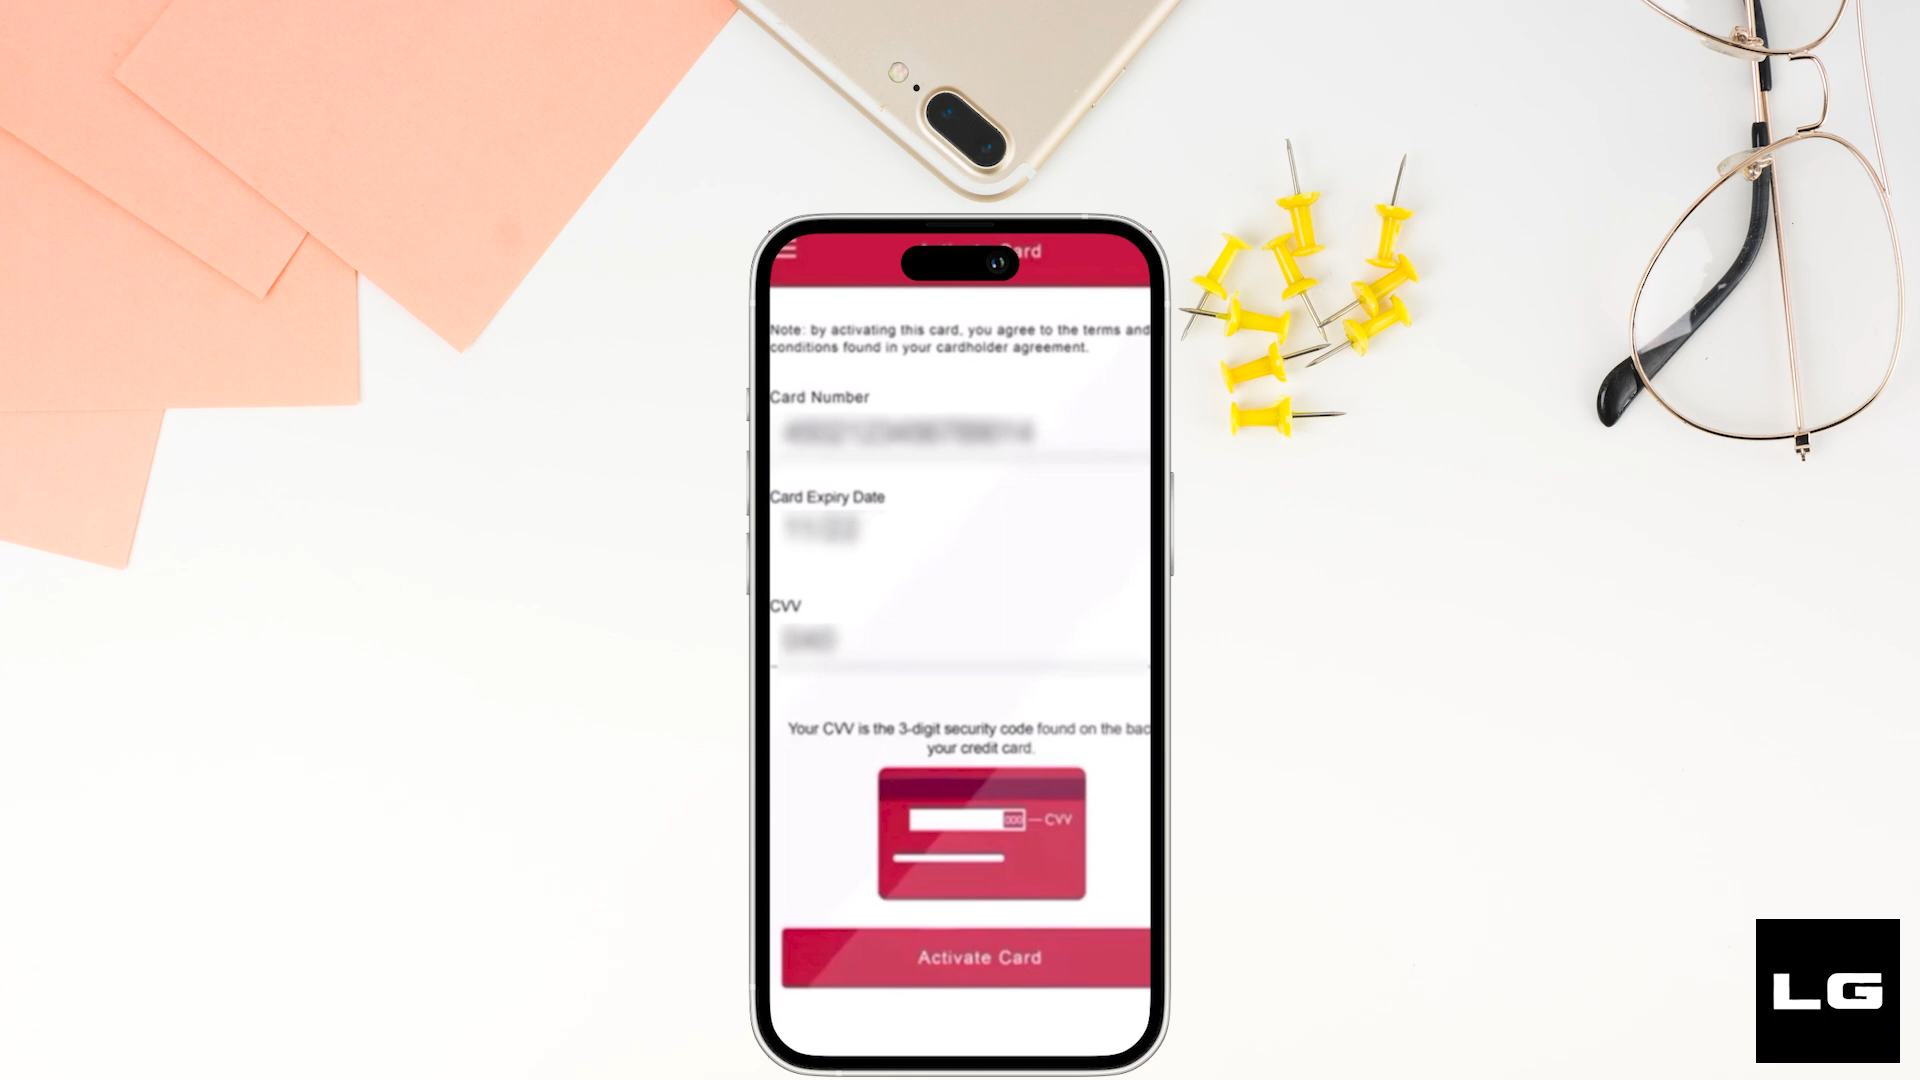 Card
Note: by activating this card, you agree to the terms and
conditions found in your cardholder agreement.
Card Number
Card Expiry Date
CVV
Your CVV is the 3-digit security code found on the bac
your credit card.
000 — CVV
Activate Card
LG